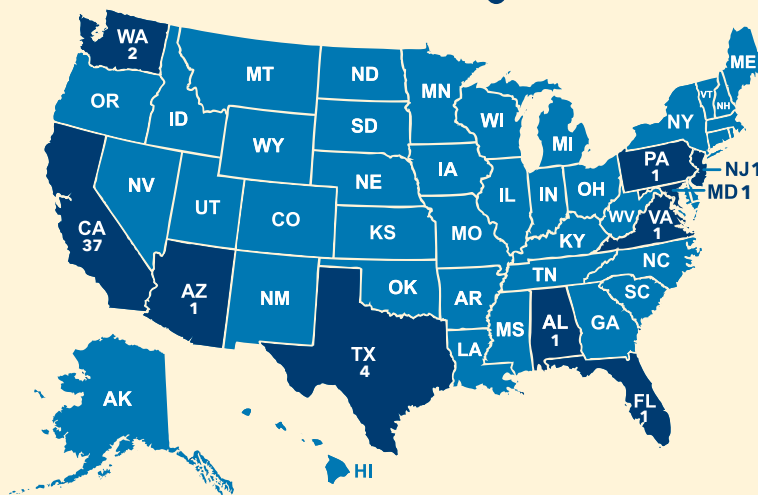 WA
2
MT
ND
MN
ME
VT
NH
OR
ID
SD
WI
NY
MI
WY
PA
1
NJ1
MD 1
IA
NE
NV
IL
IN
OH
UT
CO
WV
VA
1
CA
37
KS
MO
KY
NC
TN
AZ
1
NM
OK
AR
SC
MS
AL
1
GA
LA
TX
4
AK
FL
1
HI